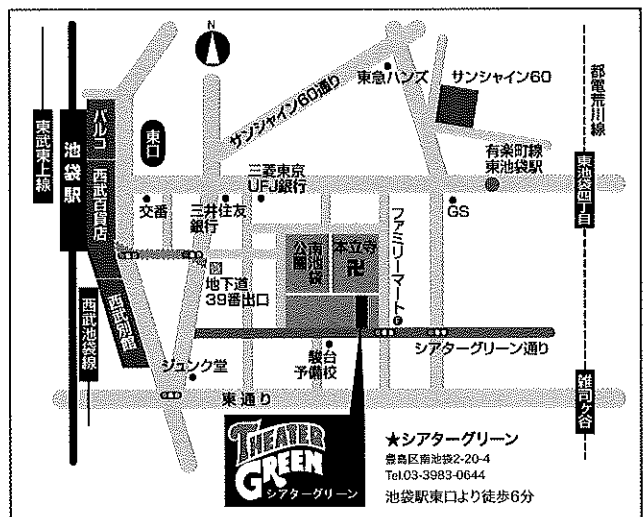 N
東武東上線
池袋駅
パルコ
西武百貨店
西武別館
西武池袋線
東口
サンシャイン60通り
東急ハンズ
サンシャイン60
都電荒川線
有楽町線
東池袋駅
東池袋四丁目
三菱東京
UFJ銀行
交番
三井住友
銀行
GS
地下道
39番出口
南池袋
公園
本立寺
卍
ファミリーマート
F
シアターグリーン通り
駿台
予備校
ジュンク堂
東通り
雑司ヶ谷
THEATER
GREEN
シアターグリーン
★シアターグリーン
豊島区南池袋2-20-4
Tel.03-3983-0644
池袋駅東口より徒歩6分